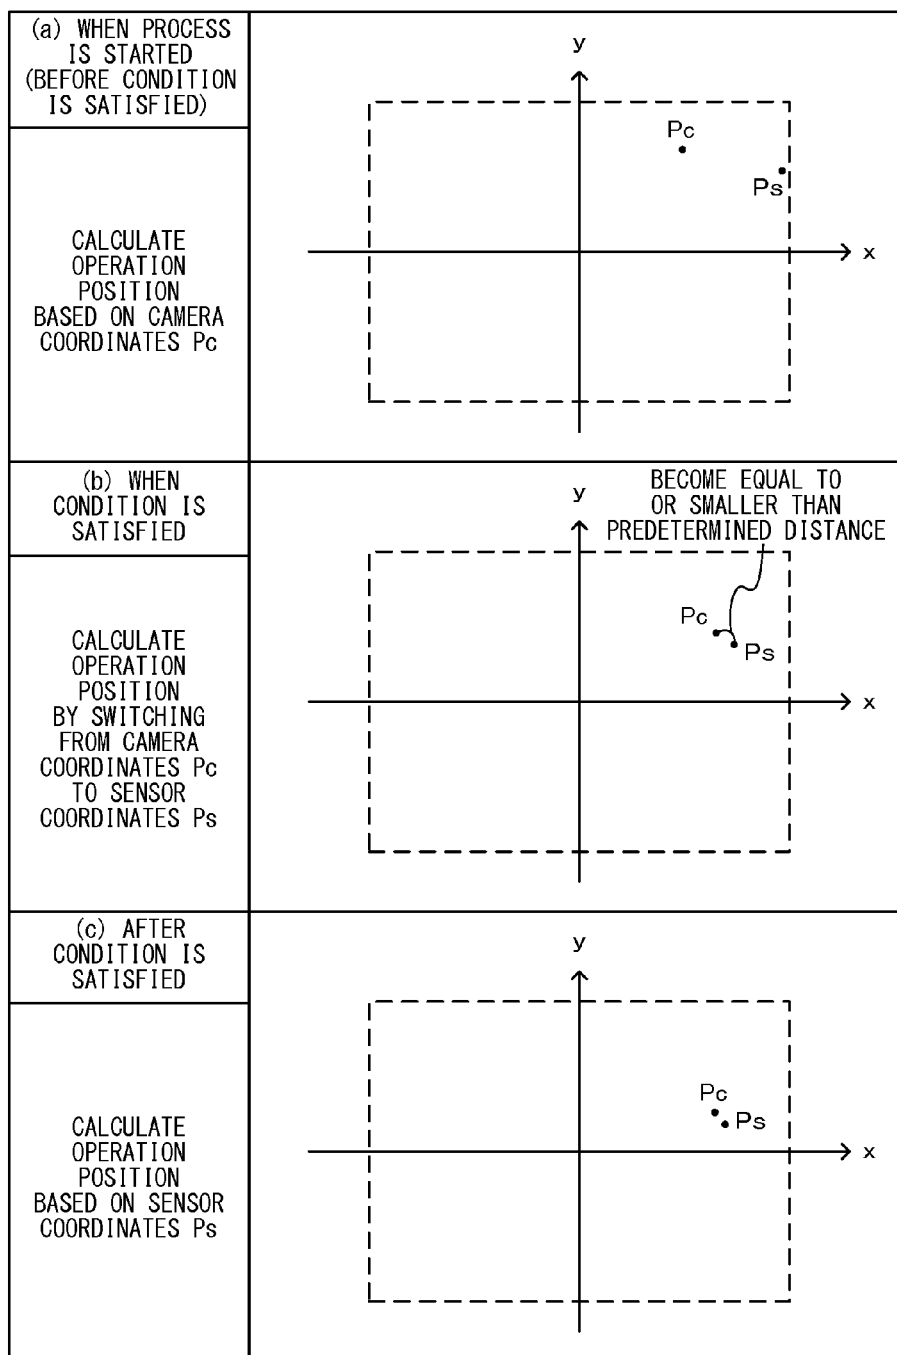 (a) WHEN PROCESS
IS STARTED
(BEFORE CONDITION
IS SATISFIED)
CALCULATE
OPERATION
POSITION
BASED ON CAMERA
COORDINATES Pc
y
Pc
Ps
x
(b) WHEN
CONDITION IS
SATISFIED
CALCULATE
OPERATION
POSITION
BY SWITCHING
FROM CAMERA
COORDINATES Pc
TO SENSOR
COORDINATES Ps
BECOME EQUAL TO
OR SMALLER THAN
PREDETERMINED DISTANCE
y
Pc
Ps
x
(c) AFTER
CONDITION IS
SATISFIED
CALCULATE
OPERATION
POSITION
BASED ON SENSOR
COORDINATES Ps
y
Pc
Ps
x